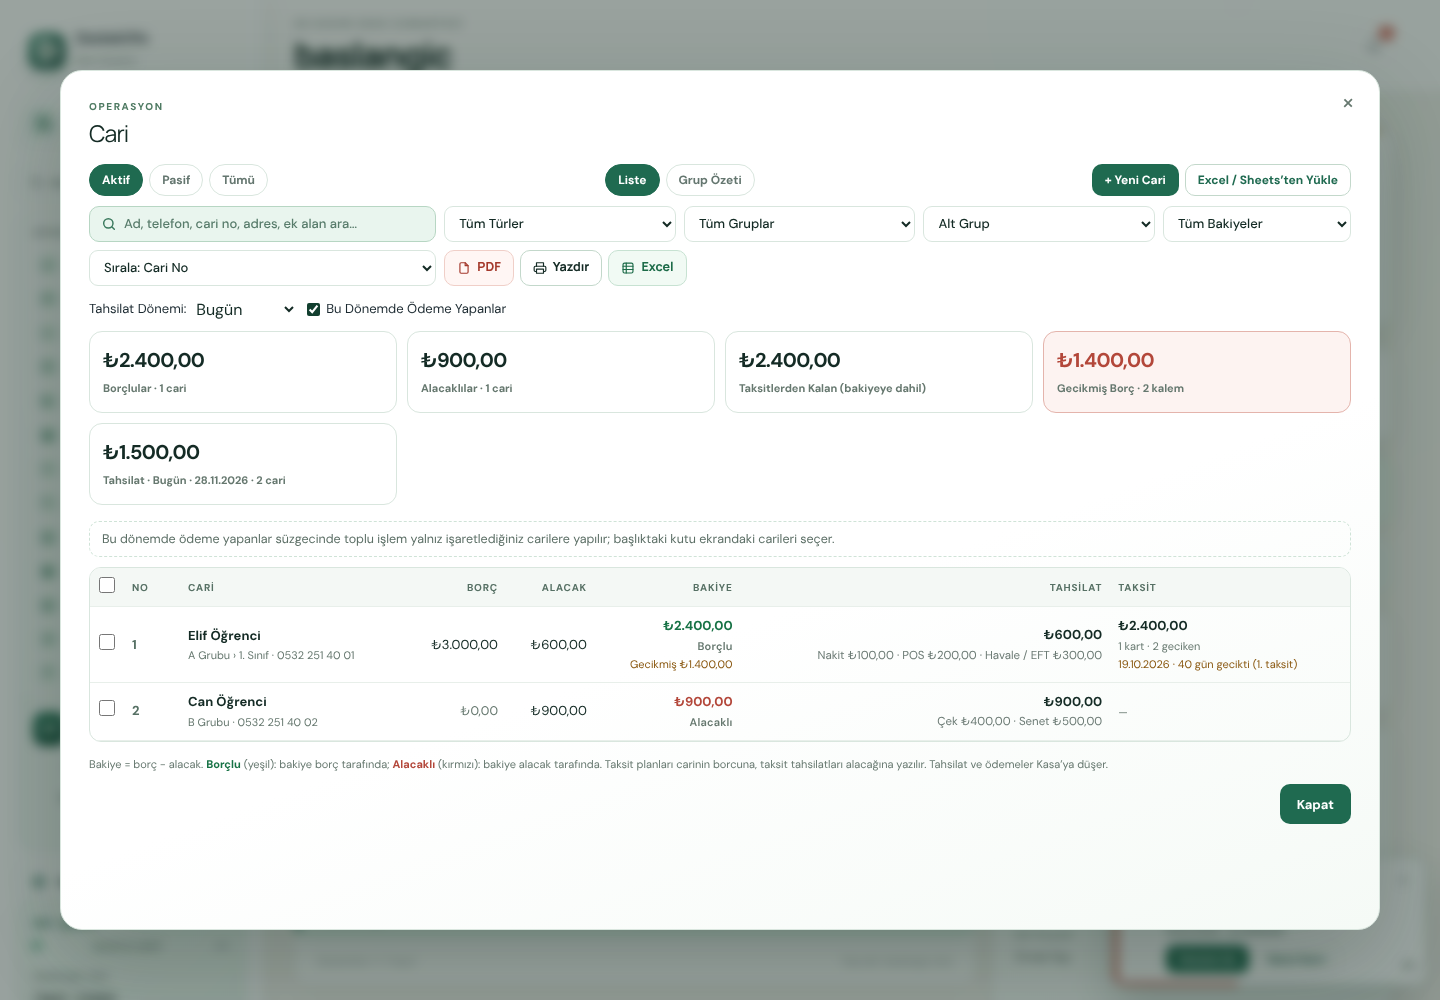 baslangic
OPERASYON
Cari
×
Aktif Pasif Tümü Liste Grup Özeti + Yeni Cari Excel / Sheets’ten Yükle
Ad, telefon, cari no, adres, ek alan ara... Tüm Türler Tüm Gruplar Alt Grup Tüm Bakiyeler
Sırala: Cari No PDF Yazdır Excel
Tahsilat Dönemi: Bugün Bu Dönemde Ödeme Yapanlar
₺2.400,00 ₺900,00 ₺2.400,00 ₺1.400,00
Borçlular · 1 cari Alacaklılar · 1 cari Taksitlerden Kalan (bakiyeye dahil) Gecikmiş Borç · 2 kalem
₺1.500,00
Tahsilat · Bugün · 28.11.2026 · 2 cari
Bu dönemde ödeme yapanlar süzgecinde toplu işlem yalnız işaretlediğiniz carilere yapılır; başlıktaki kutu ekrandaki carileri seçer.
NO CARİ BORÇ ALACAK BAKİYE TAHSİLAT TAKSİT
1 Elif Öğrenci ₺3.000,00 ₺600,00 ₺2.400,00 ₺600,00 ₺2.400,00
A Grubu › 1. Sınıf · 0532 251 40 01 Borçlu Nakit ₺100,00 · POS ₺200,00 · Havale / EFT ₺300,00 1 kart · 2 geciken
Gecikmiş ₺1.400,00 19.10.2026 · 40 gün gecikti (1. taksit)
2 Can Öğrenci ₺0,00 ₺900,00 ₺900,00 ₺900,00 —
B Grubu · 0532 251 40 02 Alacaklı Çek ₺400,00 · Senet ₺500,00
Bakiye = borç − alacak. Borçlu (yeşil): bakiye borç tarafında; Alacaklı (kırmızı): bakiye alacak tarafında. Taksit planları carinin borcuna, taksit tahsilatları alacağına yazılır. Tahsilat ve ödemeler Kasa’ya düşer.
Kapat